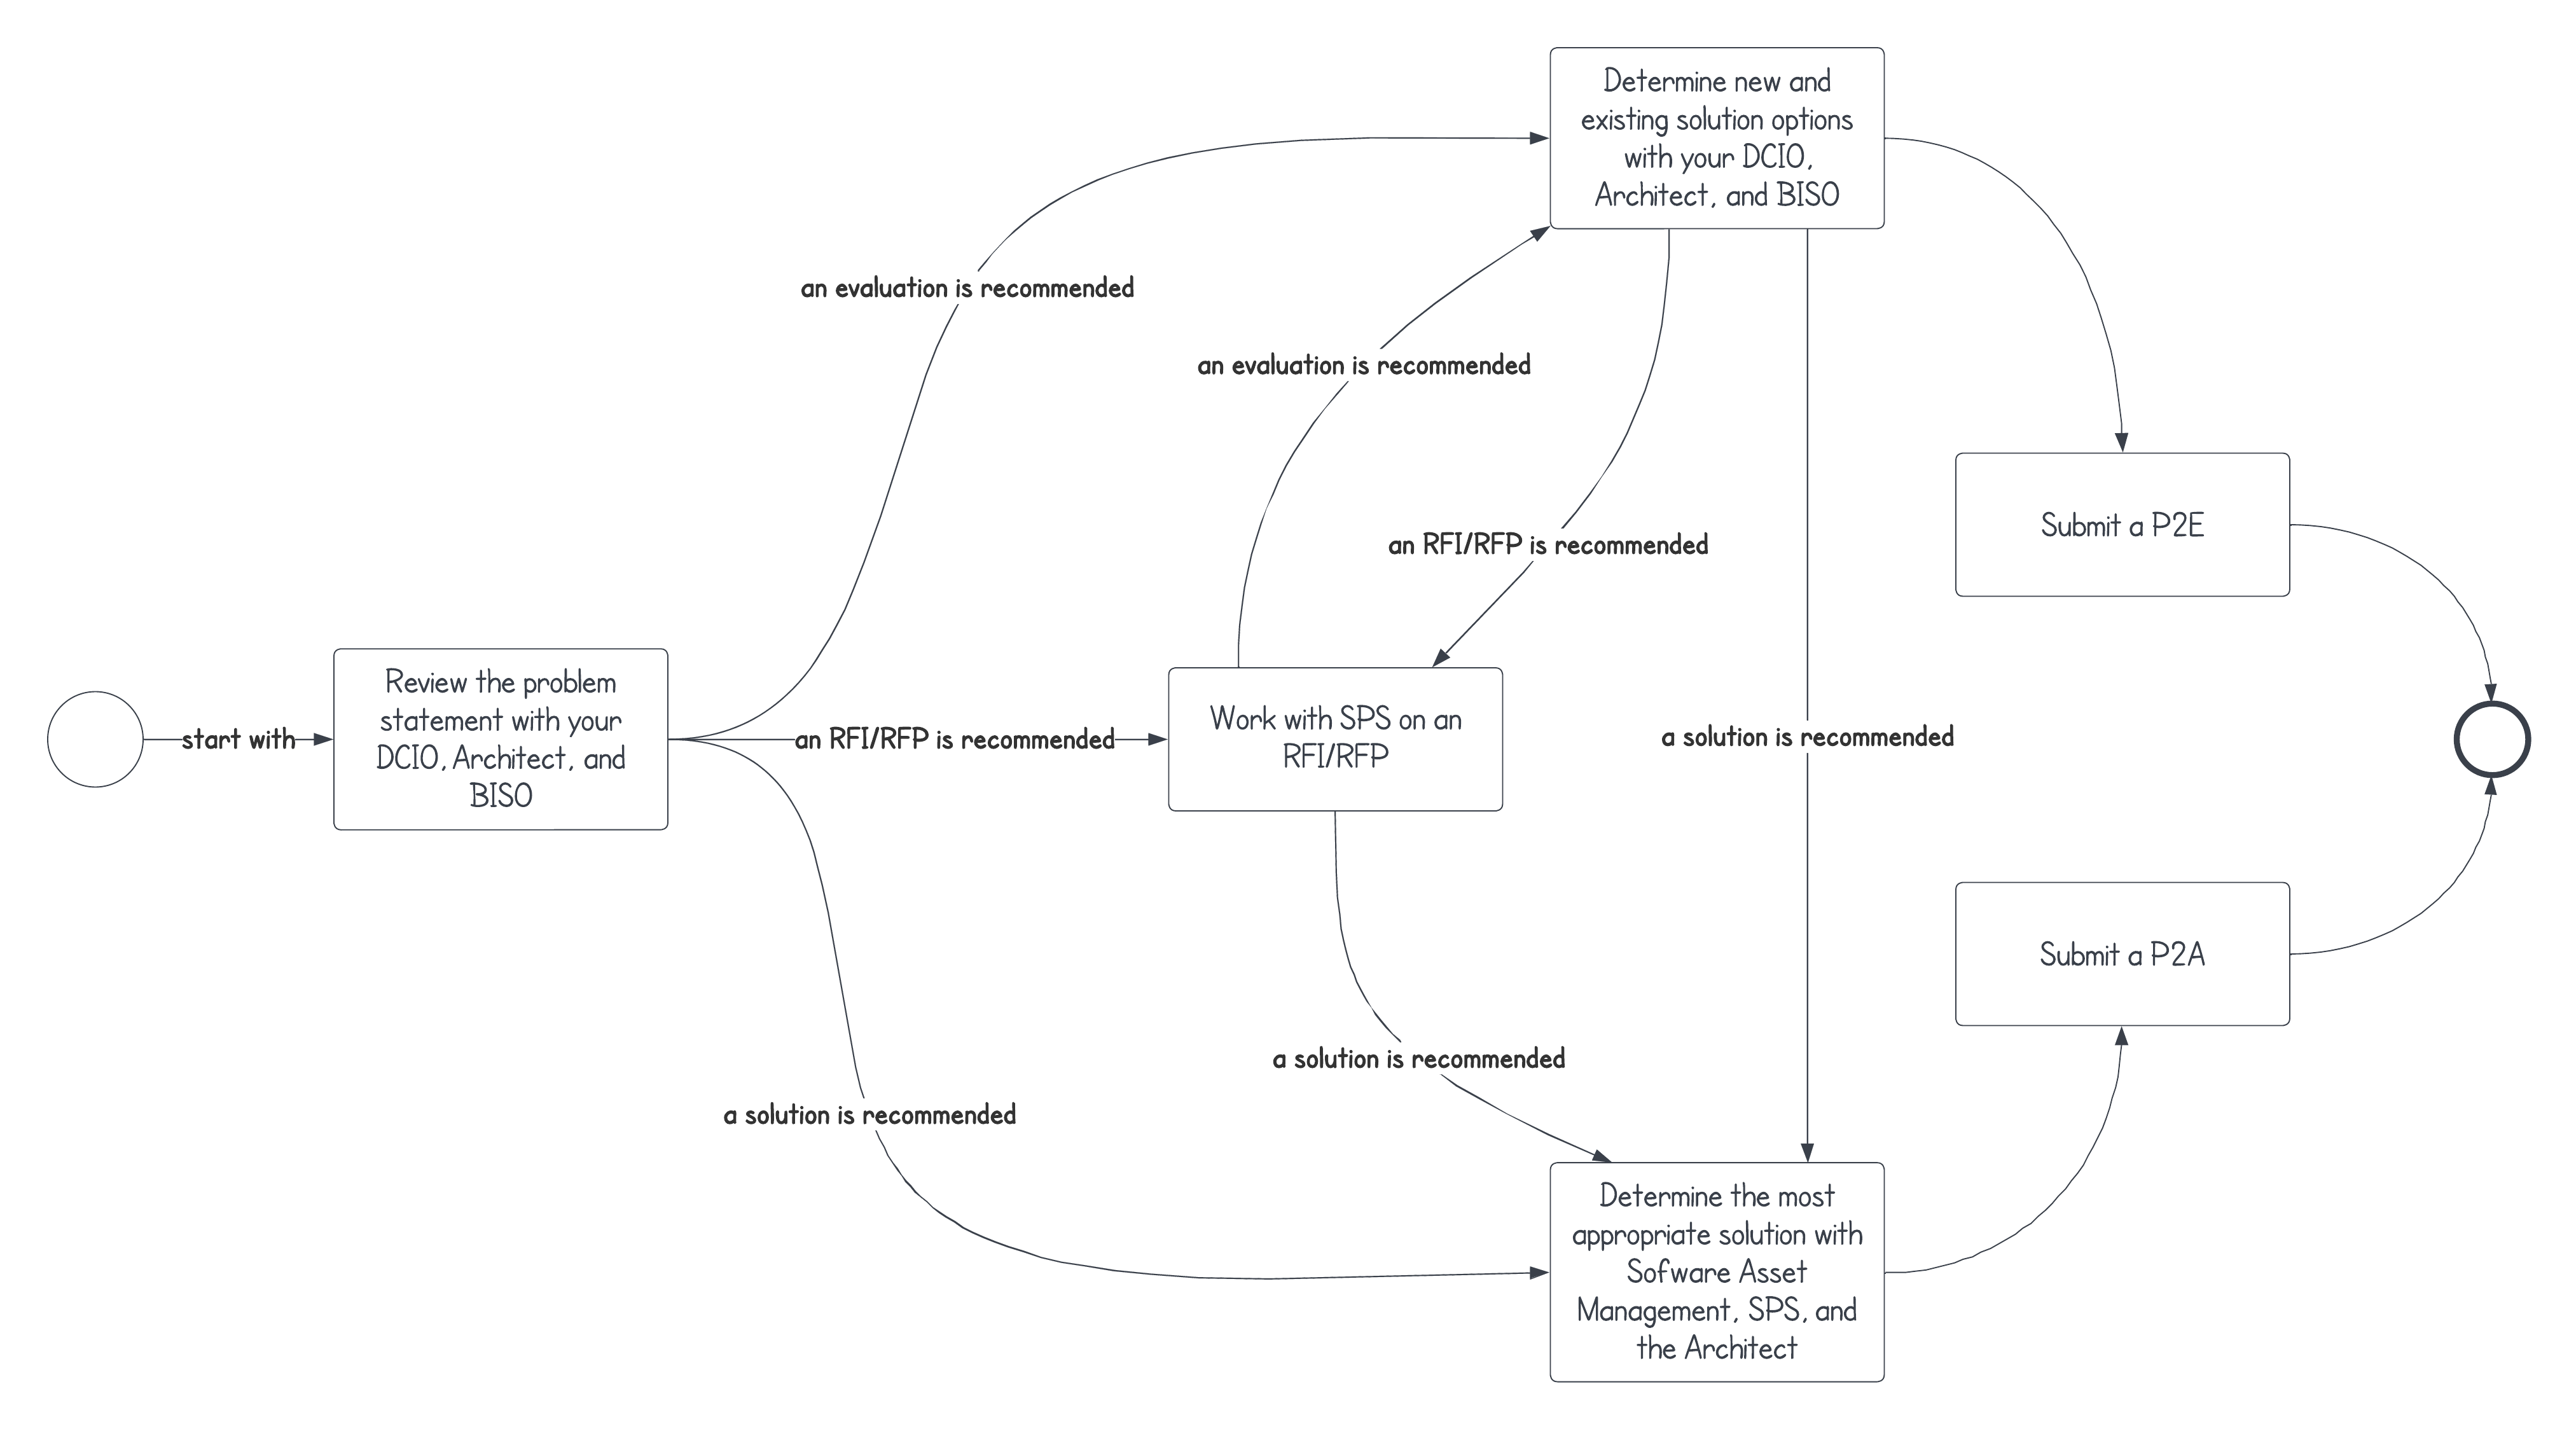 Determine new and
existing solution options
with your DCIO,
Architect, and BISO
an evaluation is recommended
an evaluation is recommended
Submit a P2E
an RFI/RFP is recommended
Review the problem
statement with your
DCIO, Architect, and
BISO
start with
an RFI/RFP is recommended
Work with SPS on an
RFI/RFP
a solution is recommended
Submit a P2A
a solution is recommended
a solution is recommended
Determine the most
appropriate solution with
Sofware Asset
Management, SPS, and
the Architect